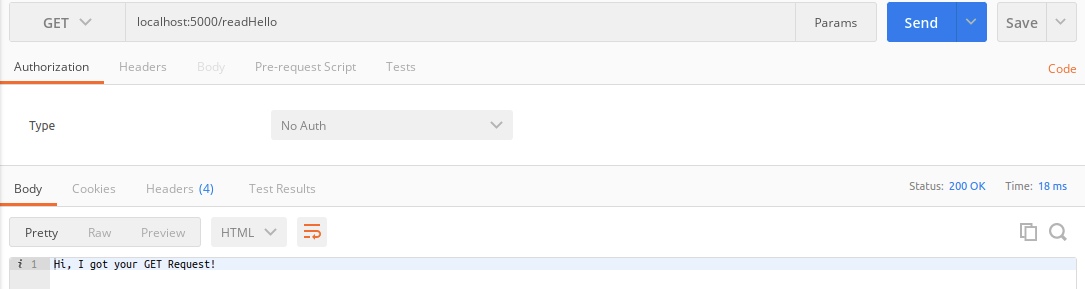 GET localhost:5000/readHello Params Send Save
Authorization Headers Body Pre-request Script Tests Code
Type No Auth
Body Cookies Headers (4) Test Results Status: 200 OK Time: 18 ms
Pretty Raw Preview HTML
i 1 Hi, I got your GET Request!